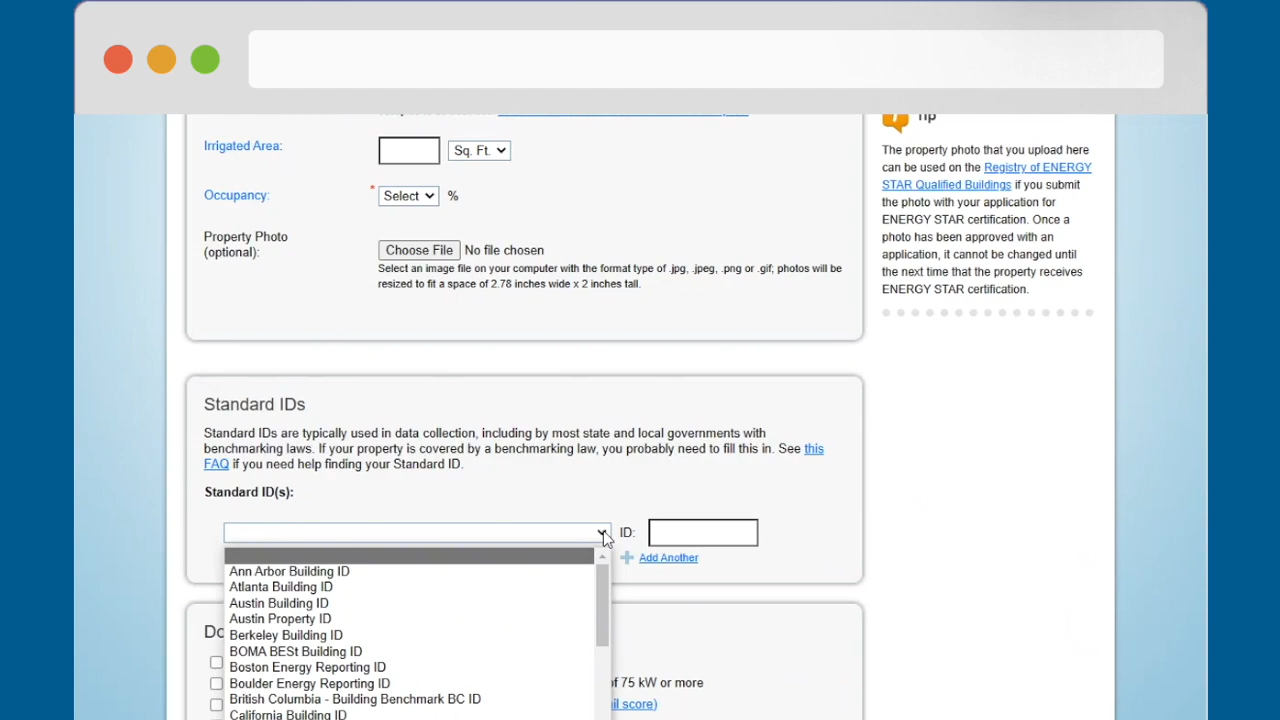 Irrigated Area:
Sq. Ft.
Occupancy:
* Select %
Property Photo
(optional):
Choose File No file chosen
Select an image file on your computer with the format type of .jpg, .jpeg, .png or .gif; photos will be
resized to fit a space of 2.78 inches wide x 2 inches tall.
Tip
The property photo that you upload here
can be used on the Registry of ENERGY
STAR Qualified Buildings if you submit
the photo with your application for
ENERGY STAR certification. Once a
photo has been approved with an
application, it cannot be changed until
the next time that the property receives
ENERGY STAR certification.
Standard IDs
Standard IDs are typically used in data collection, including by most state and local governments with
benchmarking laws. If your property is covered by a benchmarking law, you probably need to fill this in. See this
FAQ if you need help finding your Standard ID.
Standard ID(s):
ID:
Add Another
Ann Arbor Building ID
Atlanta Building ID
Austin Building ID
Austin Property ID
Berkeley Building ID
BOMA BESt Building ID
Boston Energy Reporting ID
Boulder Energy Reporting ID
British Columbia - Building Benchmark BC ID
California Building ID
Do
of 75 kW or more
score)